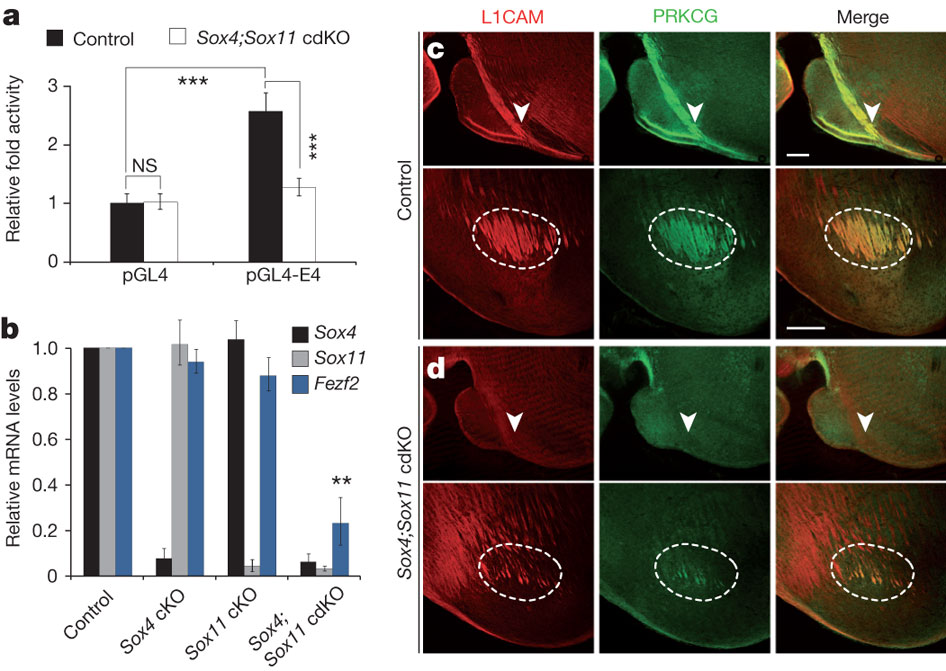 a
Control
Sox4;Sox11 cdKO
Relative fold activity
3
2
1
0
***
***
NS
pGL4
pGL4-E4
b
Sox4
Sox11
Fezf2
Relative mRNA levels
1.0
0.8
0.6
0.4
0.2
0
**
Control
Sox4 cKO
Sox11 cKO
Sox4;
Sox11 cdKO
L1CAM
PRKCG
Merge
c
Control
d
Sox4;Sox11 cdKO